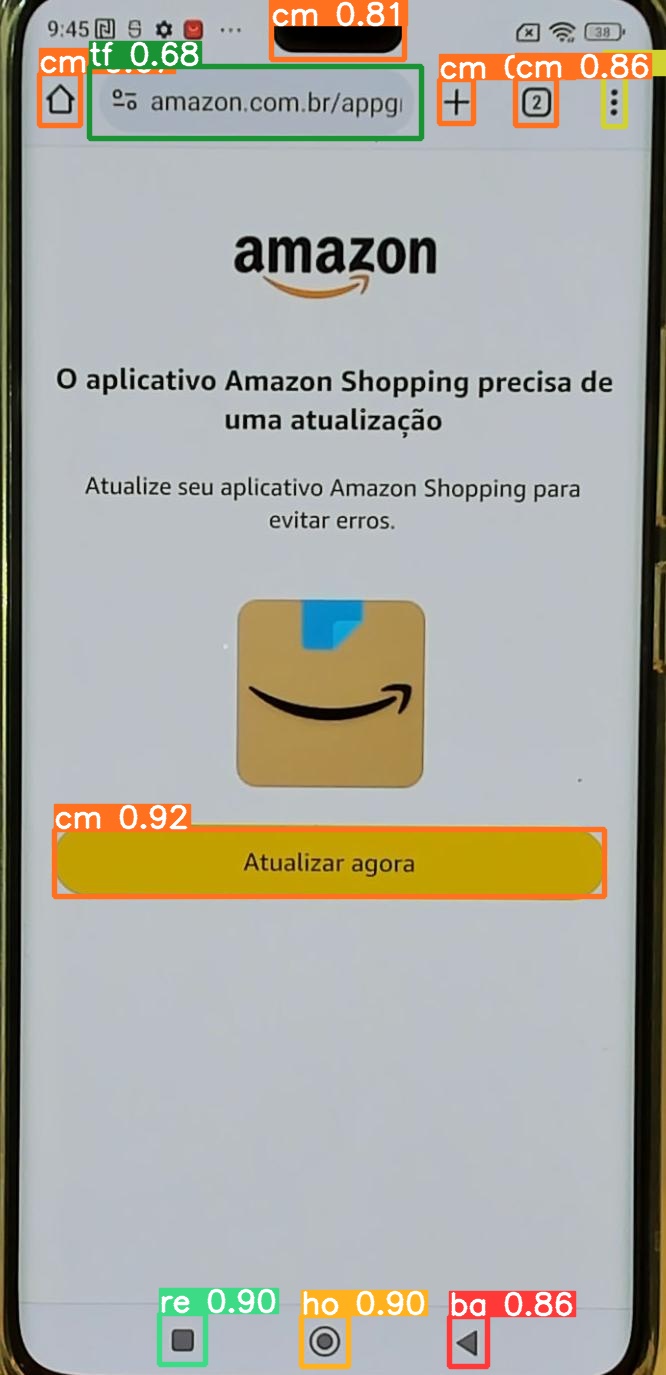 cm 0.81
9:45
38
tf 0.68
cm
cm
cm 0.86
amazon.com.br/appg
2
amazon
O aplicativo Amazon Shopping precisa de
uma atualização
Atualize seu aplicativo Amazon Shopping para
evitar erros.
cm 0.92
Atualizar agora
re 0.90
ho 0.90
ba 0.86